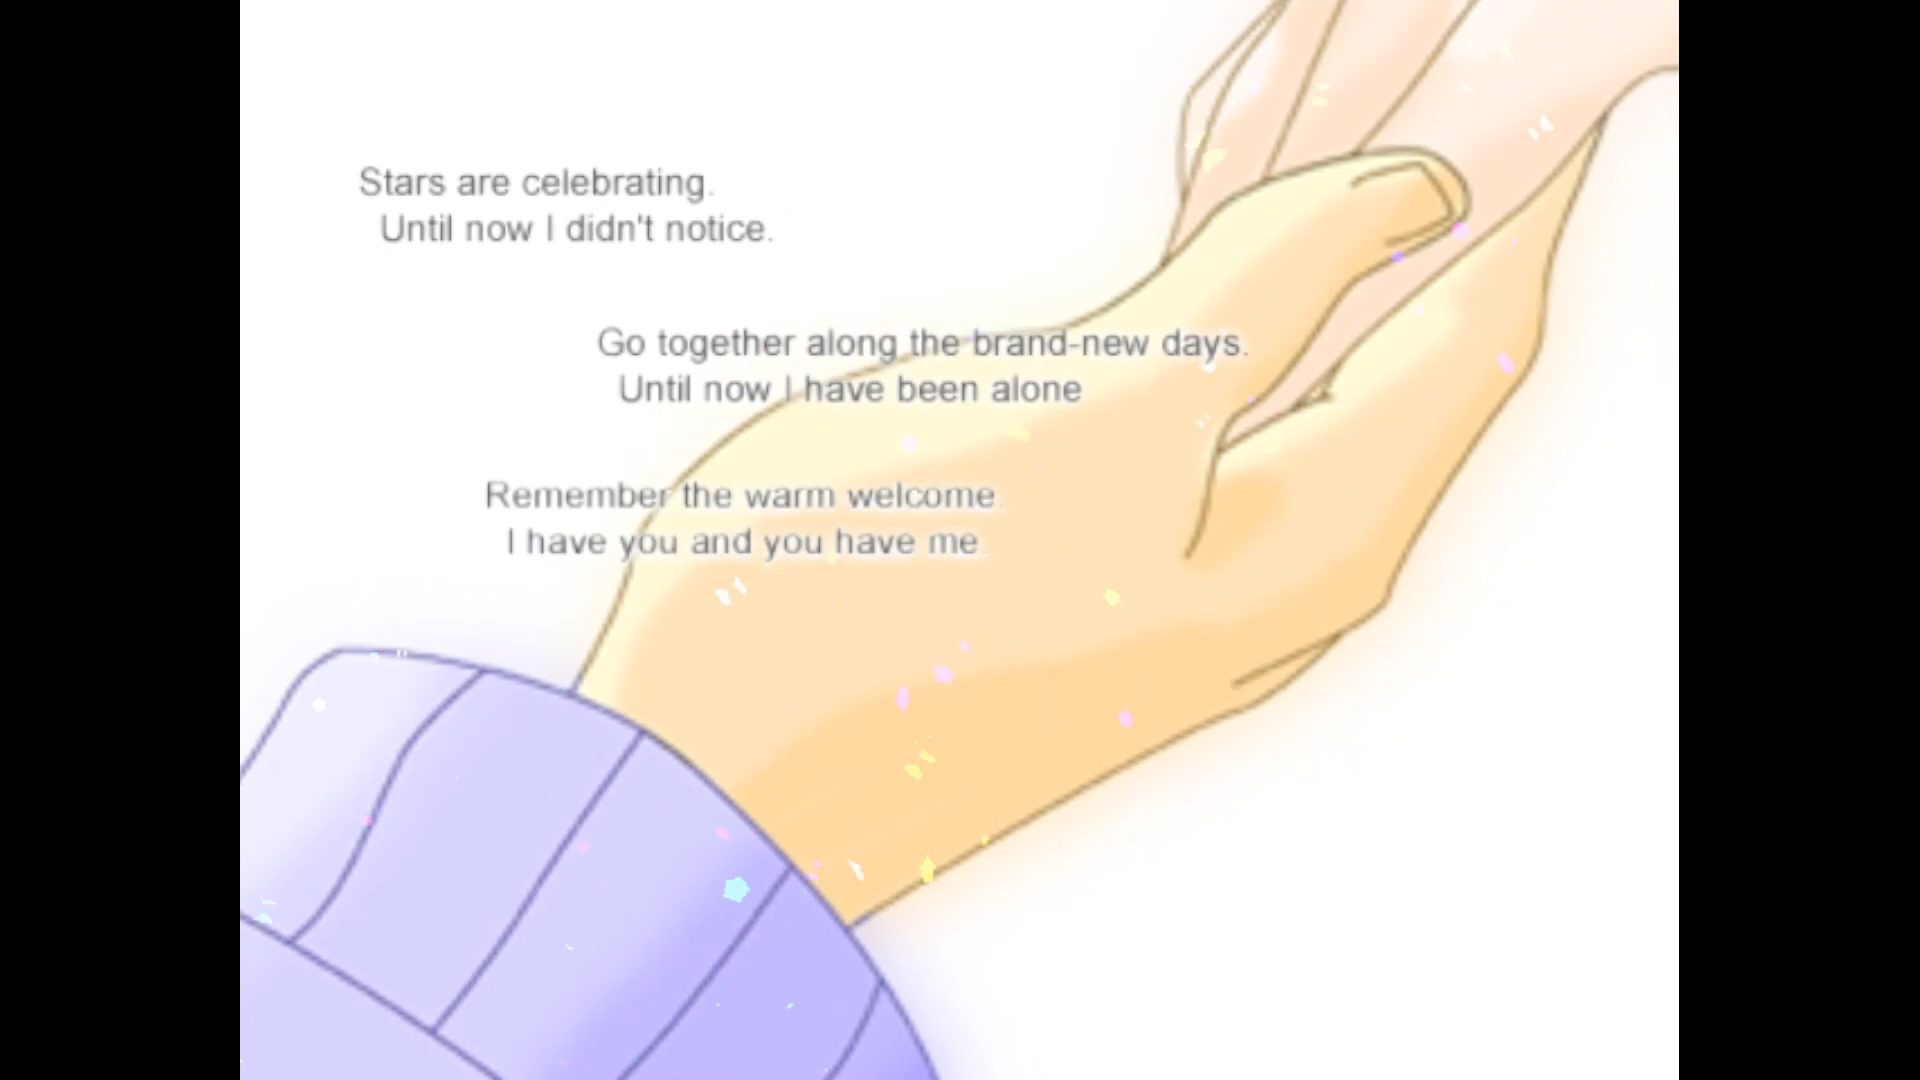 Stars are celebrating.
Until now I didn't notice.
Go together along the brand-new days.
Until now I have been alone
Remember the warm welcome.
I have you and you have me.